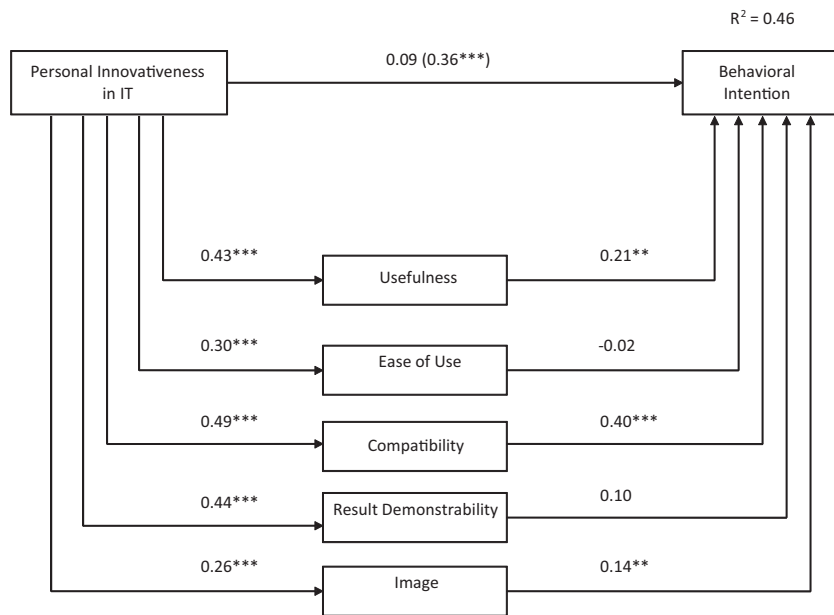 R² = 0.46
Personal Innovativeness
in IT
0.09 (0.36***)
Behavioral
Intention
0.43***
Usefulness
0.21**
0.30***
Ease of Use
-0.02
0.49***
Compatibility
0.40***
0.44***
Result Demonstrability
0.10
0.26***
Image
0.14**